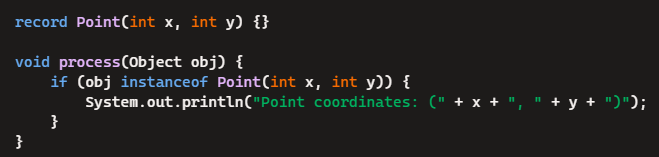 record Point(int x, int y) {}

void process(Object obj) {
    if (obj instanceof Point(int x, int y)) {
        System.out.println("Point coordinates: (" + x + ", " + y + ")");
    }
}